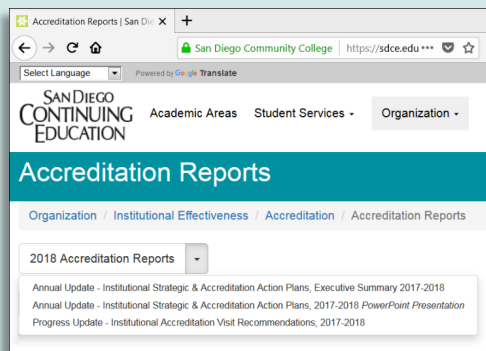 Accreditation Reports | San Die
San Diego Community College https://sdce.edu
Select Language Powered by Google Translate
SAN DIEGO
CONTINUING
EDUCATION
Academic Areas Student Services Organization
Accreditation Reports
Organization / Institutional Effectiveness / Accreditation / Accreditation Reports
2018 Accreditation Reports
Annual Update - Institutional Strategic & Accreditation Action Plans, Executive Summary 2017-2018
Annual Update - Institutional Strategic & Accreditation Action Plans, 2017-2018 PowerPoint Presentation
Progress Update - Institutional Accreditation Visit Recommendations, 2017-2018